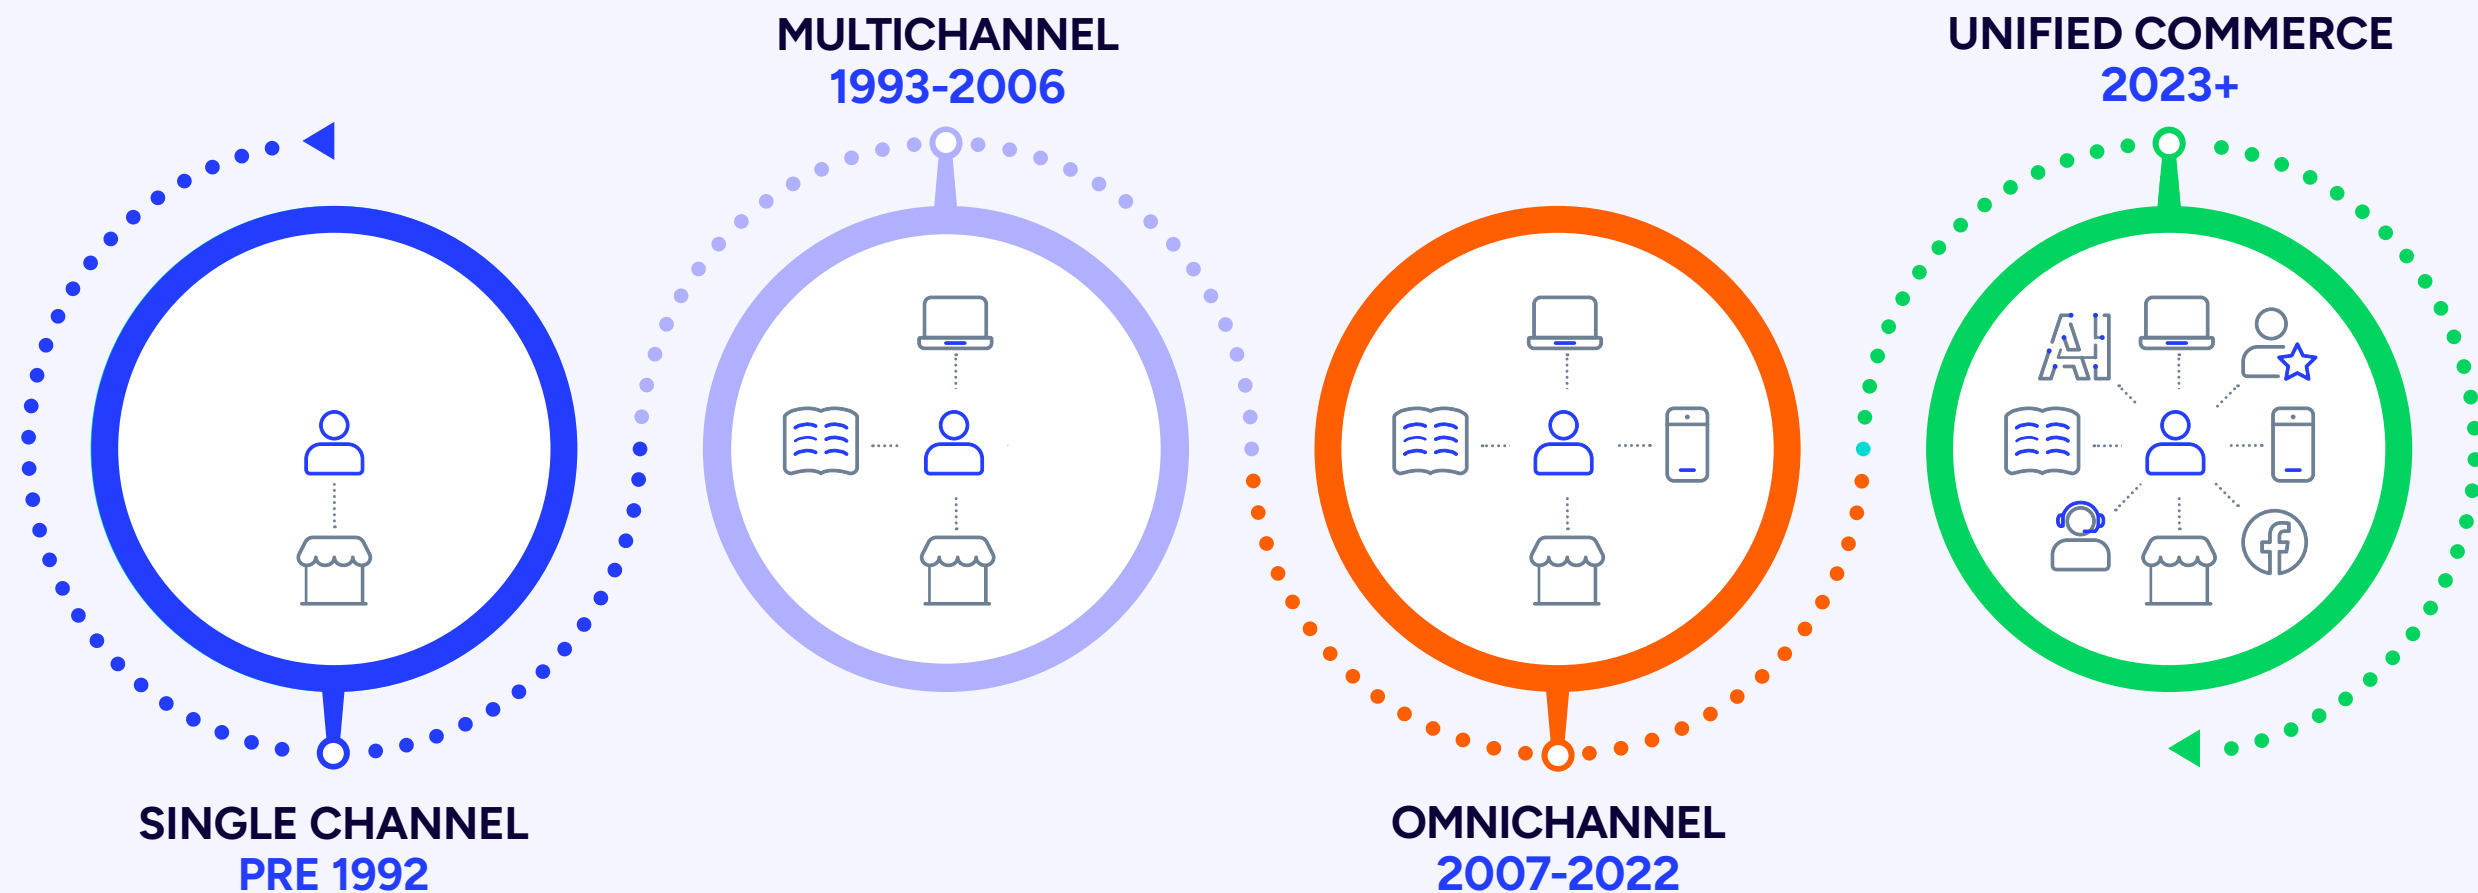 SINGLE CHANNEL
PRE 1992
MULTICHANNEL
1993-2006
OMNICHANNEL
2007-2022
UNIFIED COMMERCE
2023+
AI